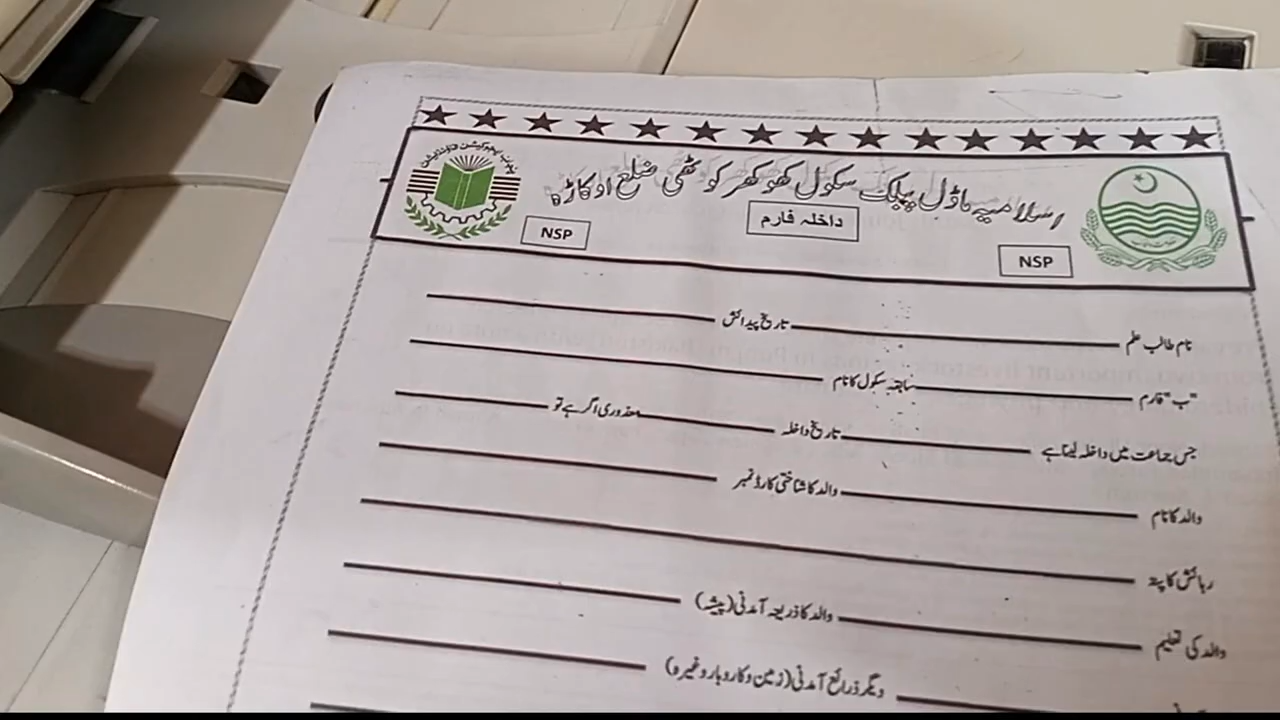 اسلامیہ ماڈل پبلک سکول کھوکھر کوٹھی ضلع اوکاڑہ
داخلہ فارم
NSP
NSP
نام طالب علم تاریخ پیدائش
"ب" فارم سابقہ سکول کا نام
جس جماعت میں داخلہ لینا ہے تاریخ داخلہ معذوری اگر ہے تو
والد کا نام والد کا شناختی کارڈ نمبر
رہائش کا پتہ
والد کی تعلیم والد کا ذریعہ آمدنی (پیشہ)
دیگر ذرائع آمدنی (زمین و کاروبار وغیرہ)